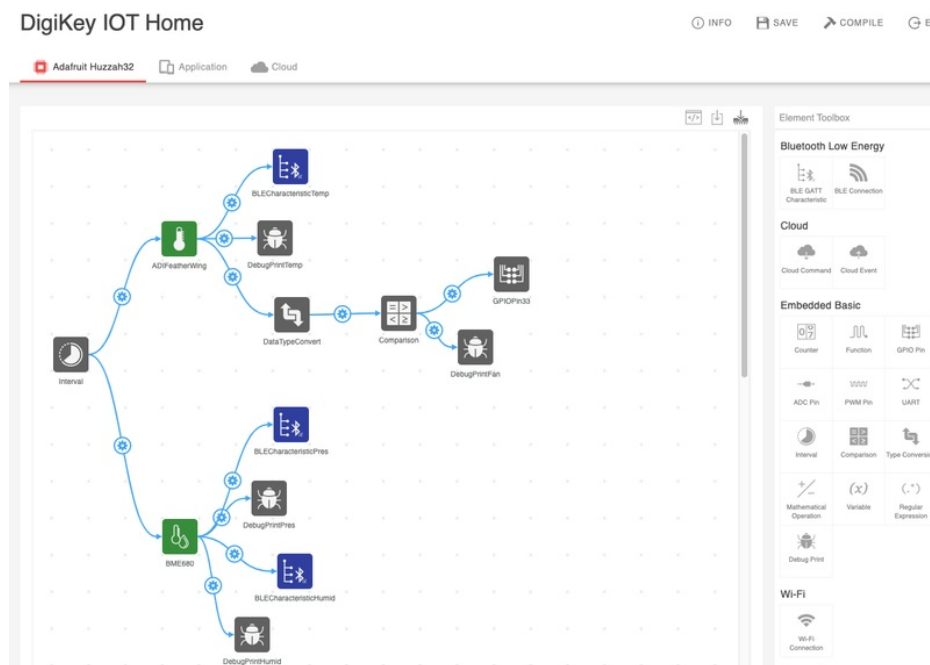 DigiKey IOT Home
INFO
SAVE
COMPILE
E
Adafruit Huzzah32
Application
Cloud
BLECharacteristicTemp
ADIFeatherWing
DebugPrintTemp
GPIOPin33
DataTypeConvert
Comparison
DebugPrintFan
Interval
BLECharacteristicPres
DebugPrintPres
BME680
BLECharacteristicHumid
DebugPrintHumid
Element Toolbox
Bluetooth Low Energy
BLE GATT
Characteristic
BLE Connection
Cloud
Cloud Command
Cloud Event
Embedded Basic
Counter
Function
GPIO Pin
ADC Pin
PWM Pin
UART
Interval
Comparison
Type Conversi
Mathematical
Operation
Variable
Regular
Expression
Debug Print
Wi-Fi
Wi-Fi
Connection